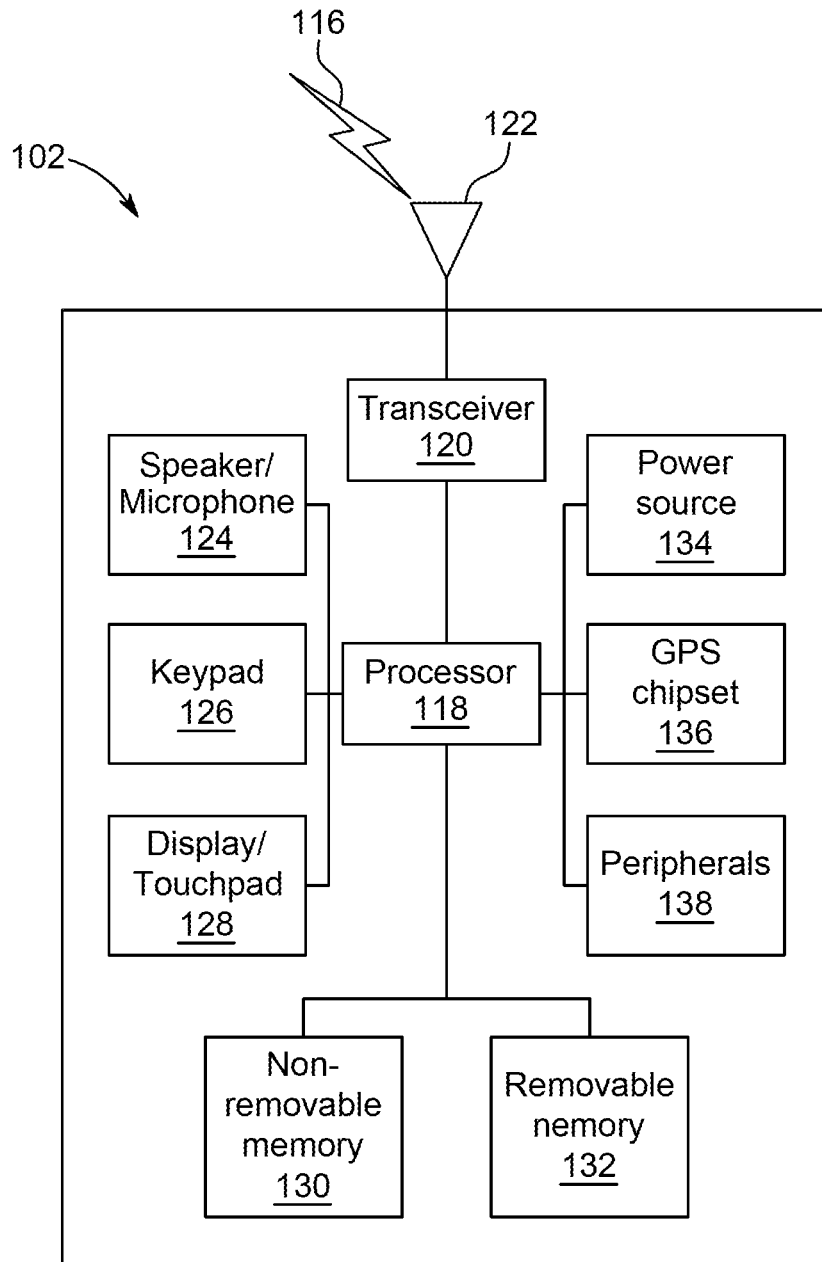 116
102
122
Transceiver
120
Speaker/
Microphone
124
Power
source
134
Keypad
126
Processor
118
GPS
chipset
136
Display/
Touchpad
128
Peripherals
138
Non-
removable
memory
130
Removable
nemory
132